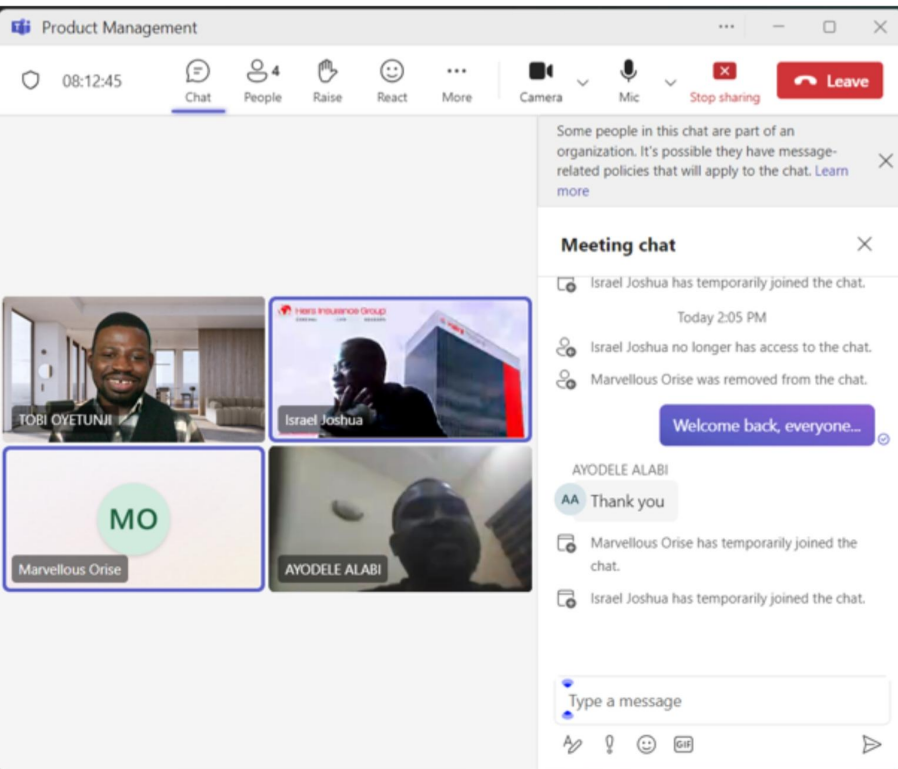 Product Management
08:12:45
Chat
4
People
Raise
React
More
Camera
Mic
Stop sharing
Leave
Some people in this chat are part of an
organization. It's possible they have message-
related policies that will apply to the chat. Learn
more
Meeting chat
Israel Joshua has temporarily joined the chat.
Today 2:05 PM
Israel Joshua no longer has access to the chat.
Marvellous Orise was removed from the chat.
Welcome back, everyone...
AYODELE ALABI
AA
Thank you
Marvellous Orise has temporarily joined the
chat.
Israel Joshua has temporarily joined the chat.
Type a message
GIF
TOBI OYETUNJI
Heirs Insurance Group
Israel Joshua
MO
Marvellous Orise
AYODELE ALABI